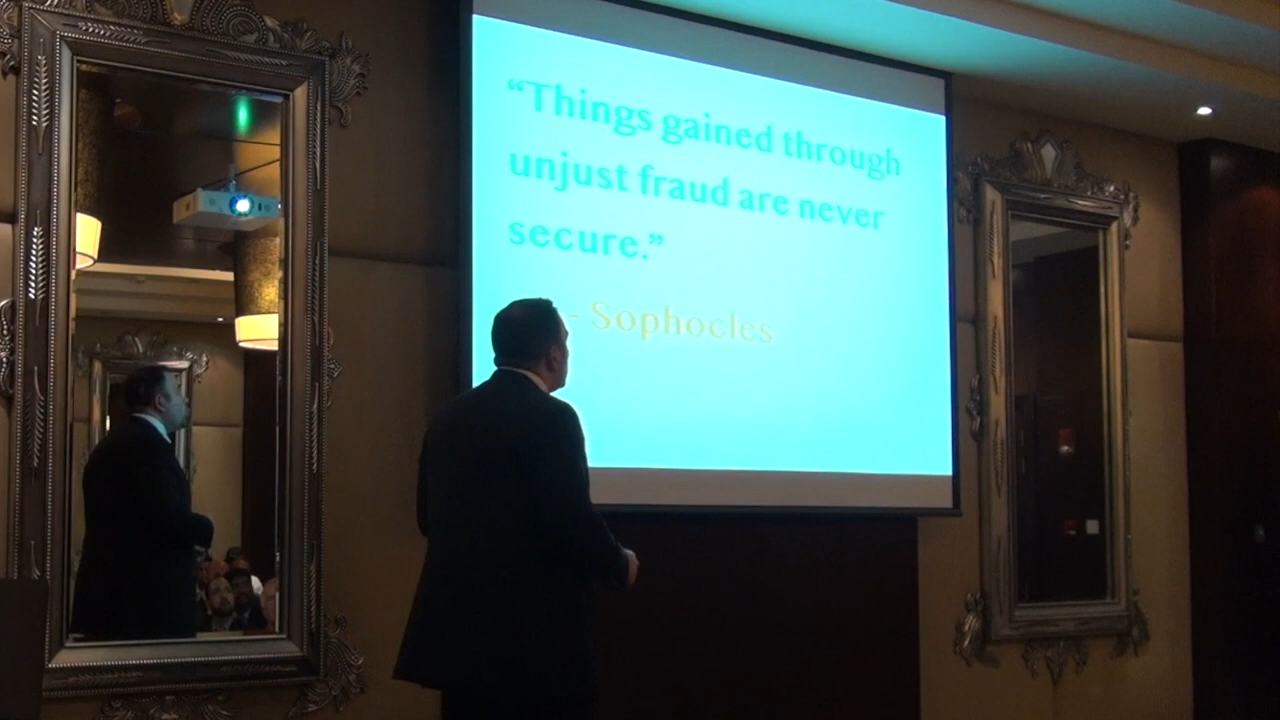 “Things gained through
unjust fraud are never
secure.”
- Sophocles